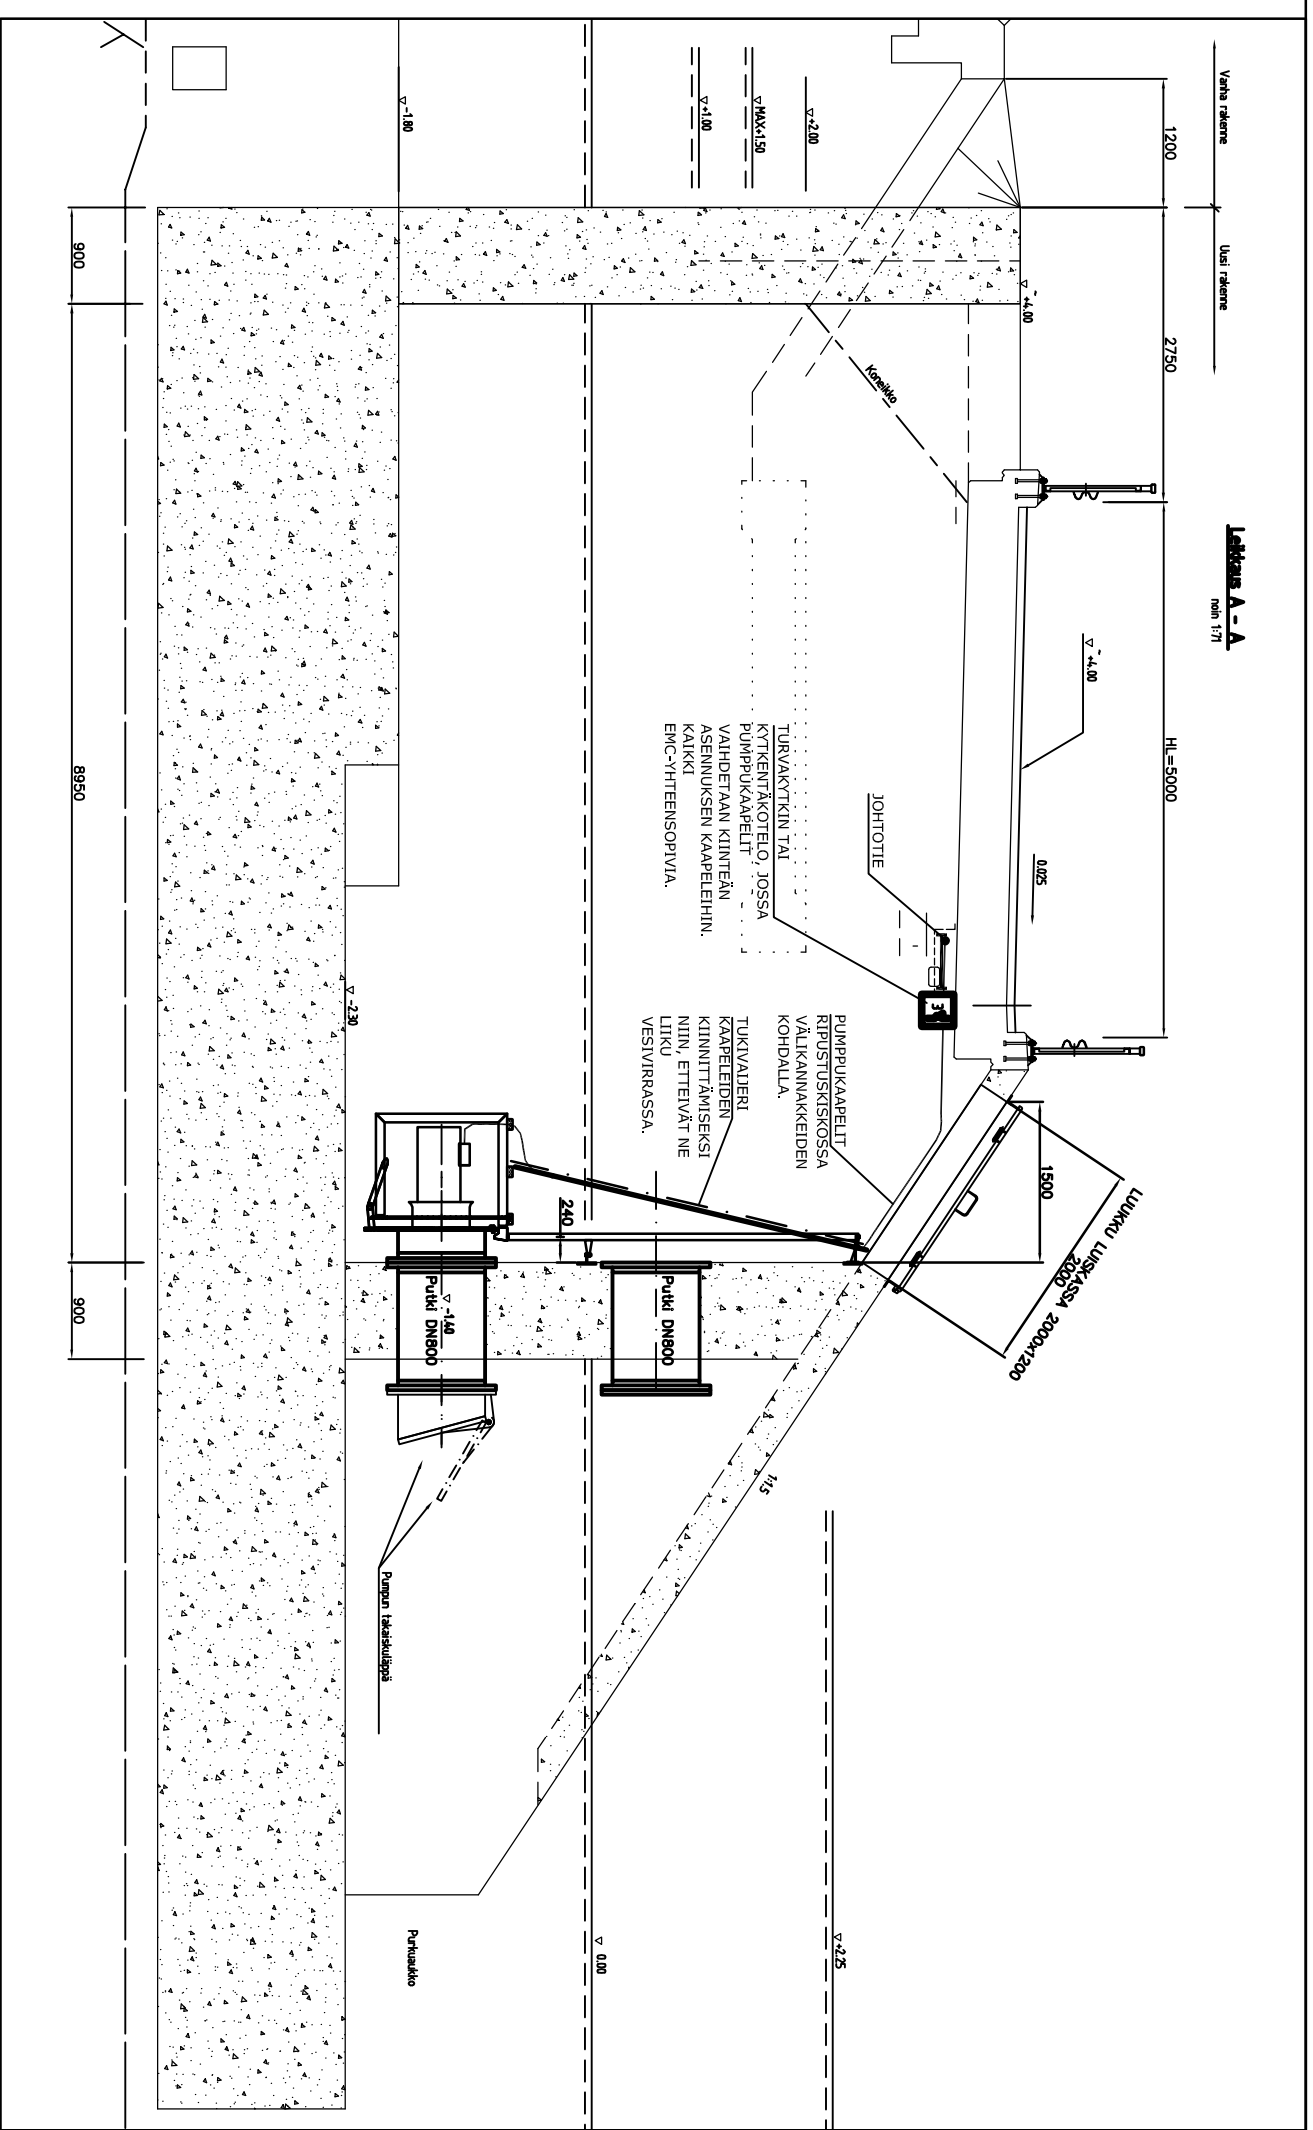 Leikkaus A - A
noin 1:71
Vanha rakenne
Uusi rakenne
1200
2750
HL=5000
1500
LUUKKU LUISKASSA 2000x1200
2000
~ +4.00
0.025
~ +4.00
+2.00
MAX+1.50
+1.00
-1.80
Koneikko
JOHTOTIE
TURVAKYTKIN TAI
KYTKENTÄKOTELO, JOSSA
PUMPPUKAAPELIT
VAIHDETAAN KIINTEÄN
ASENNUKSEN KAAPELEIHIN.
KAIKKI
EMC-YHTEENSOPIVIA.
PUMPPUKAAPELIT
RIPUSTUSKISKOSSA
VÄLIKANNAKKEIDEN
KOHDALLA.
TUKIVAIJERI
KAAPELEIDEN
KIINNITTÄMISEKSI
NIIN, ETTEIVÄT NE
LIIKU
VESIVIRRASSA.
240
Putki DN800
-1.40
Putki DN800
1:1,5
+2.25
0.00
-2.30
Pumpun takaiskuläppä
Purkuaukko
900
8950
900